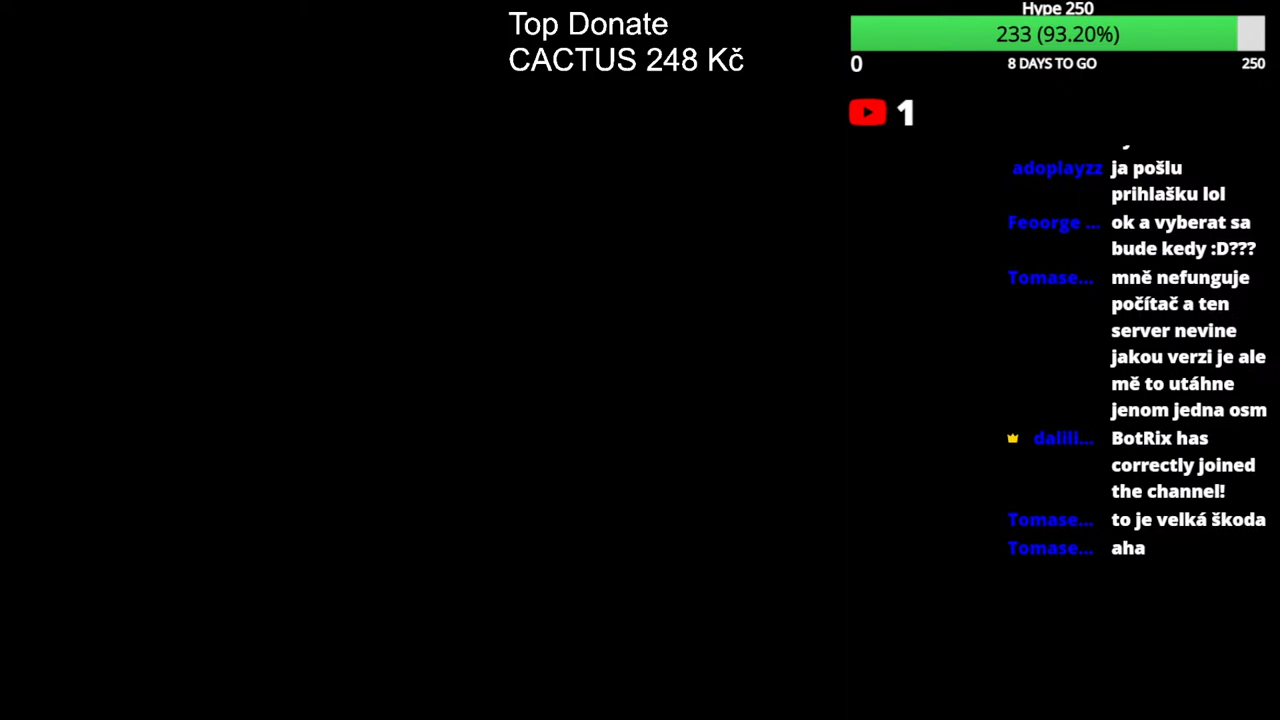 Top Donate
CACTUS 248 Kč
Hype 250
233 (93.20%)
0
8 DAYS TO GO
250
1
adoplayzz ja pošlu
prihlašku lol
Feoorge ... ok a vyberat sa
bude kedy :D???
Tomase... mně nefunguje
počítač a ten
server nevine
jakou verzi je ale
mě to utáhne
jenom jedna osm
dalili... BotRix has
correctly joined
the channel!
Tomase... to je velká škoda
Tomase... aha